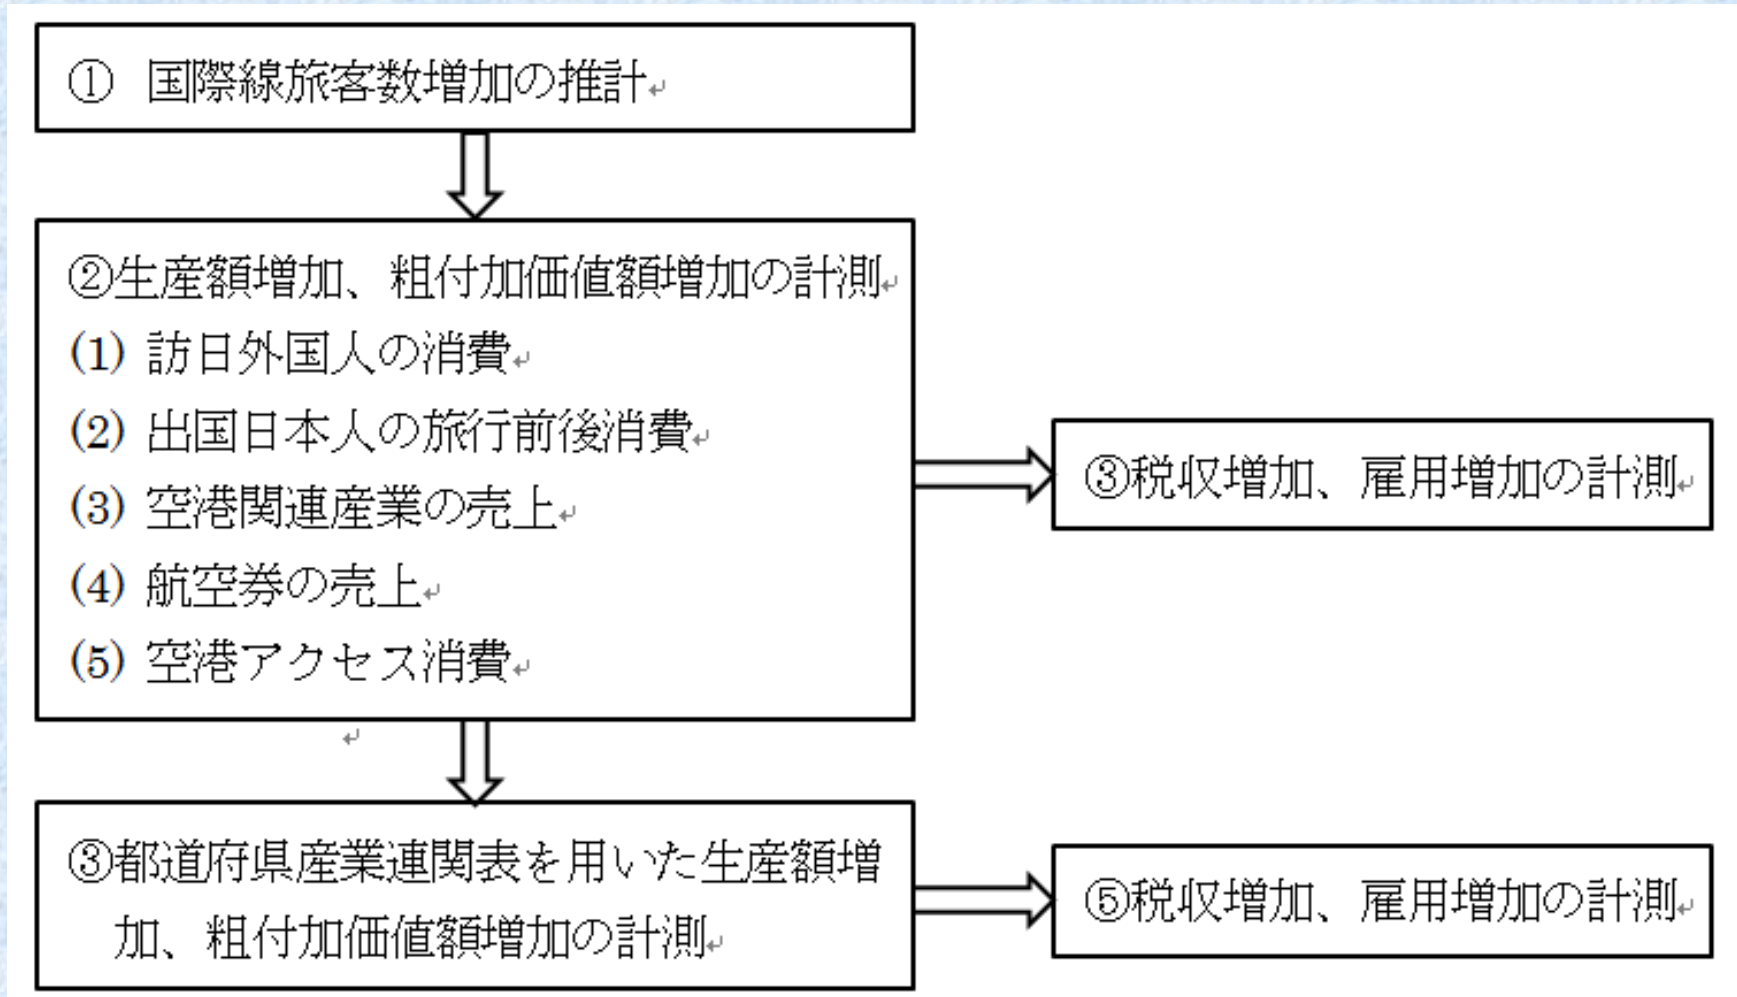 ① 国際線旅客数増加の推計
②生産額増加、粗付加価値額増加の計測
(1) 訪日外国人の消費
(2) 出国日本人の旅行前後消費
(3) 空港関連産業の売上
(4) 航空券の売上
(5) 空港アクセス消費
③税収増加、雇用増加の計測
③都道府県産業連関表を用いた生産額増
加、粗付加価値額増加の計測
⑤税収増加、雇用増加の計測